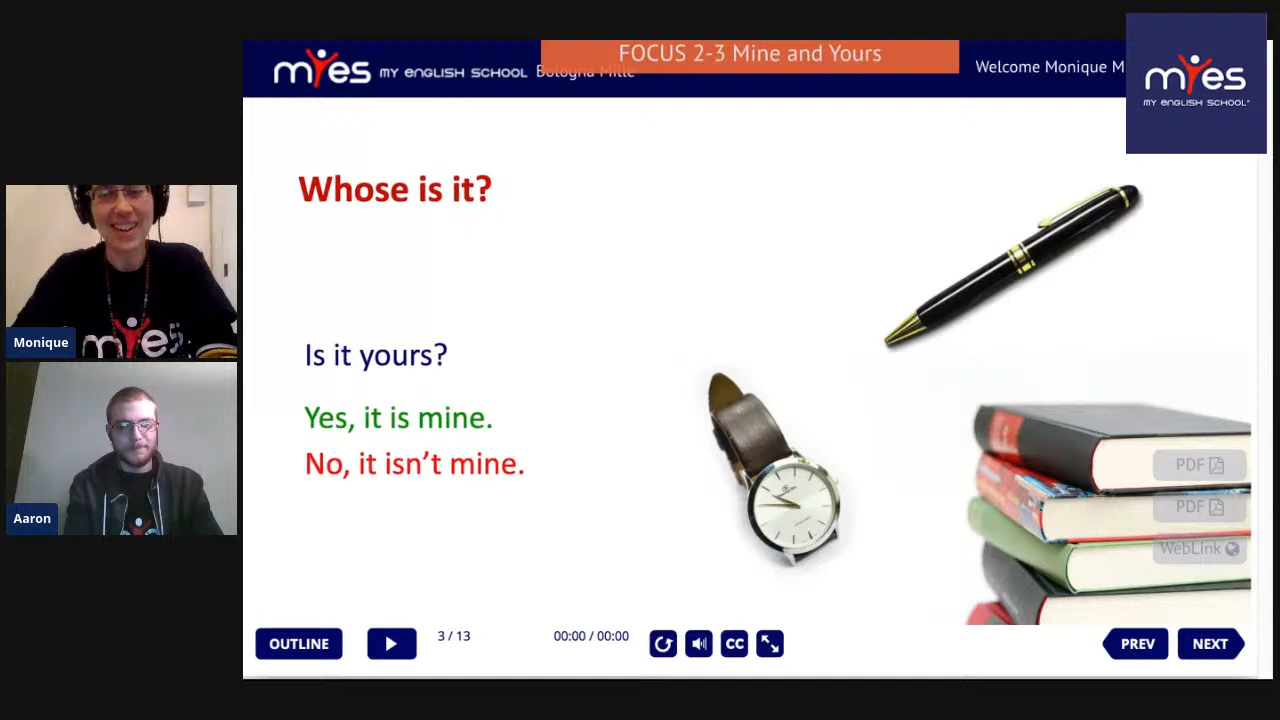 myes MY ENGLISH SCHOOL Bologna Mille
FOCUS 2-3 Mine and Yours
Welcome Monique M
myes
MY ENGLISH SCHOOL
Whose is it?
Is it yours?
Yes, it is mine.
No, it isn't mine.
PDF
PDF
WebLink
myes
Monique
Aaron
OUTLINE
3 / 13
00:00 / 00:00
CC
PREV
NEXT